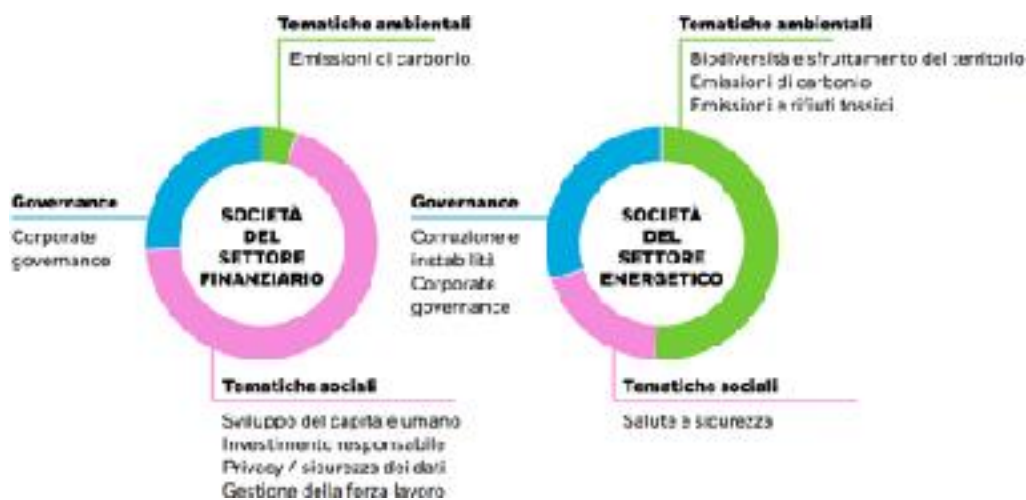 Tematiche ambientali
Emissioni di carbonio
Governance
Corporate
governance
SOCIETÀ
DEL
SETTORE
FINANZIARIO
Tematiche sociali
Sviluppo del capitale umano
Investimento responsabile
Privacy / sicurezza dei dati
Gestione della forza lavoro
Tematiche ambientali
Biodiversità e sfruttamento del territorio
Emissioni di carbonio
Emissioni e rifiuti tossici
Governance
Corruzione e
instabilità
Corporate
governance
SOCIETÀ
DEL
SETTORE
ENERGETICO
Tematiche sociali
Salute e sicurezza